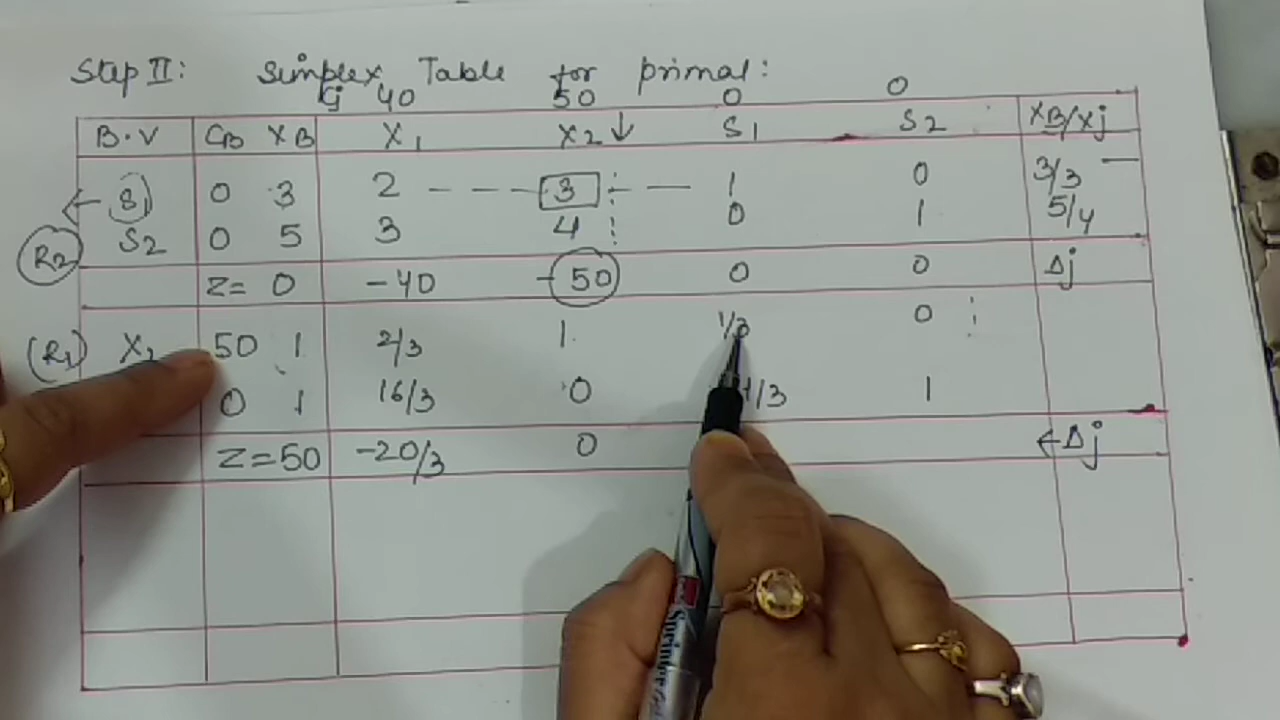 Step II: Simplex Table for primal:
Cj 40 50 0 0
B.V CB XB X1 X2 ↓ S1 S2 XB/Xj
← 0 3 2 3 1 0 3/3
R2 S2 0 5 3 4 0 1 5/4
Z= 0 -40 -50 0 0 Δj
(R1) X2 50 1 2/3 1 1/3 0
0 1 16/3 0 1
Z=50 -20/3 0 ←Δj